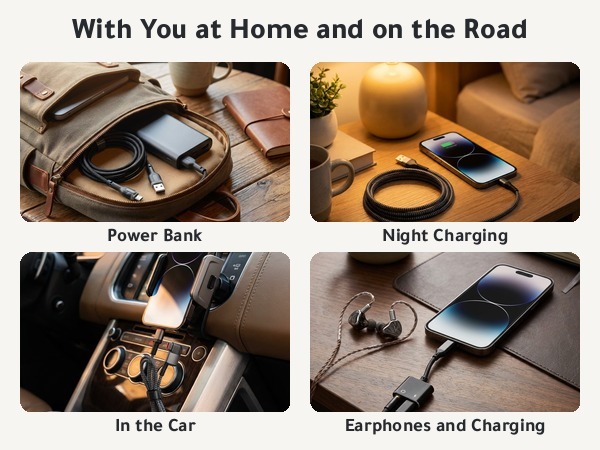 With You at Home and on the Road
Power Bank
Night Charging
In the Car
Earphones and Charging